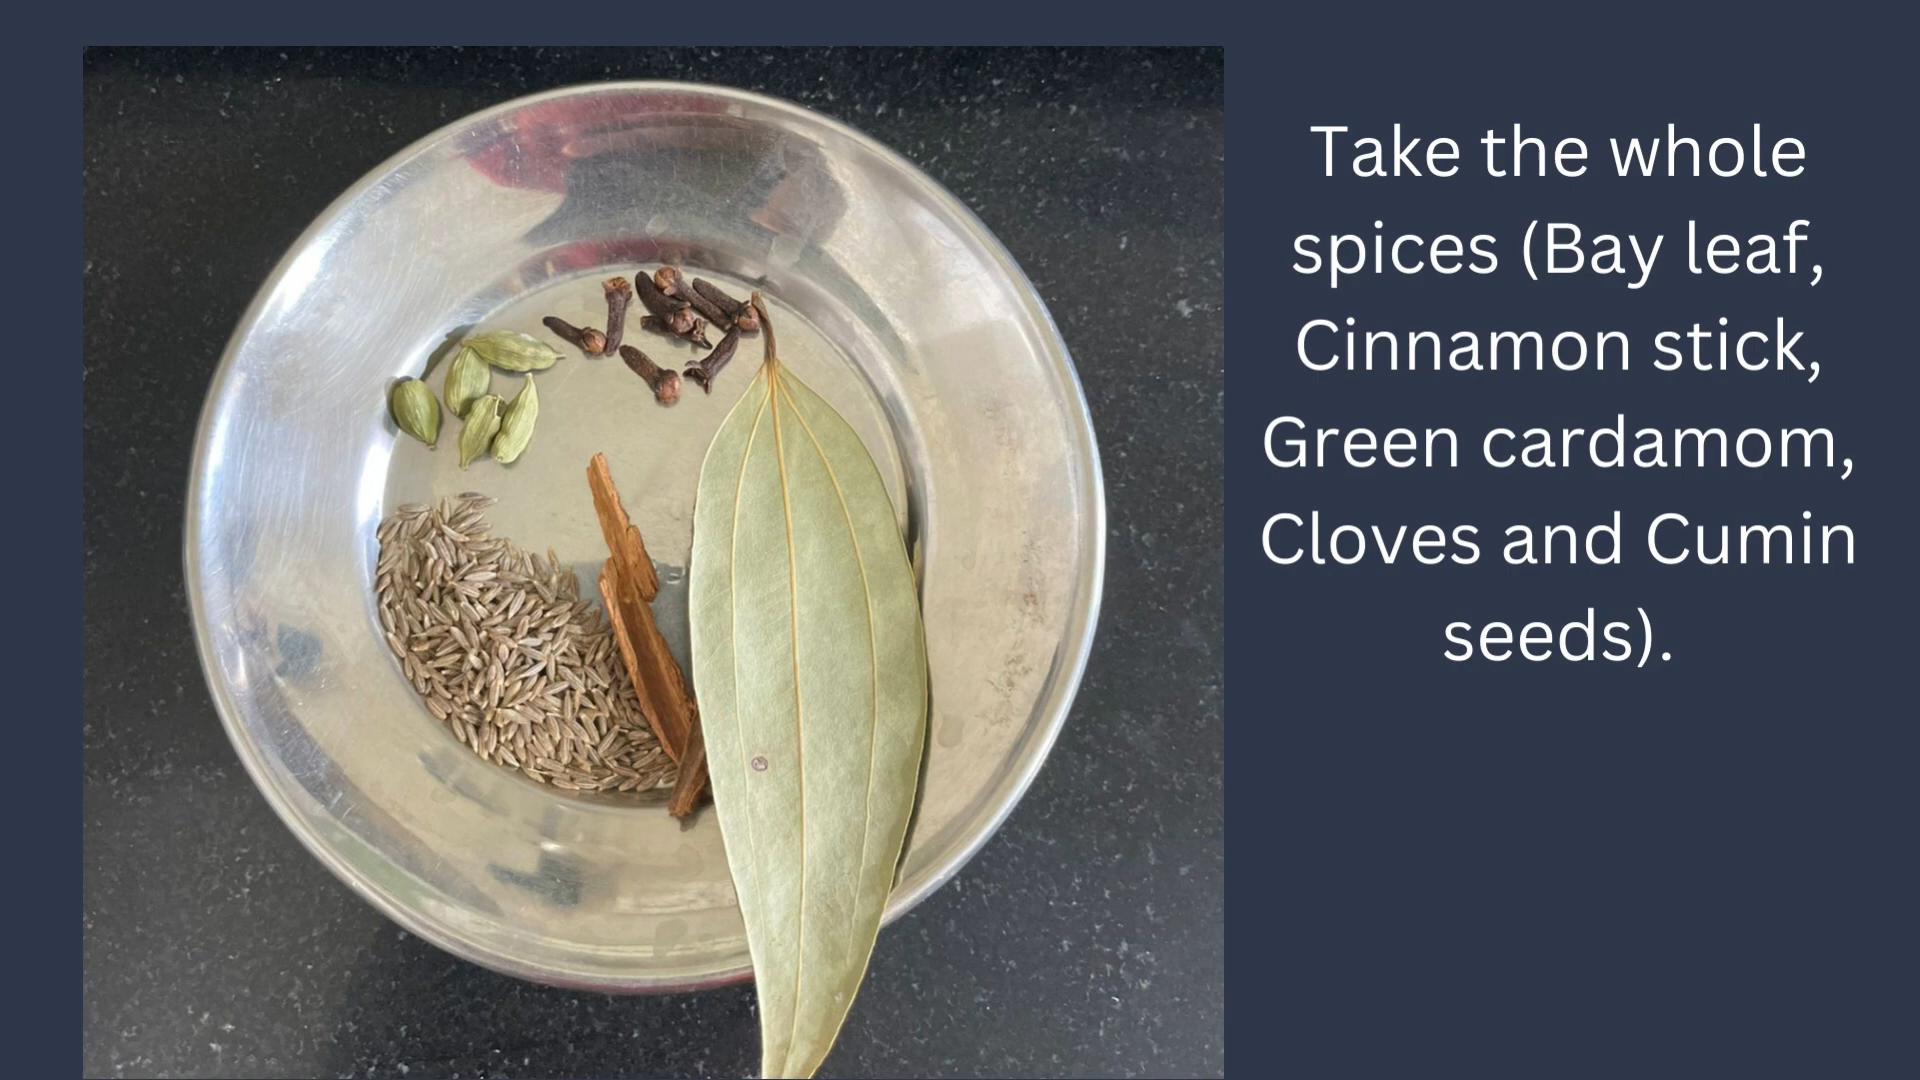 Take the whole
spices (Bay leaf,
Cinnamon stick,
Green cardamom,
Cloves and Cumin
seeds).